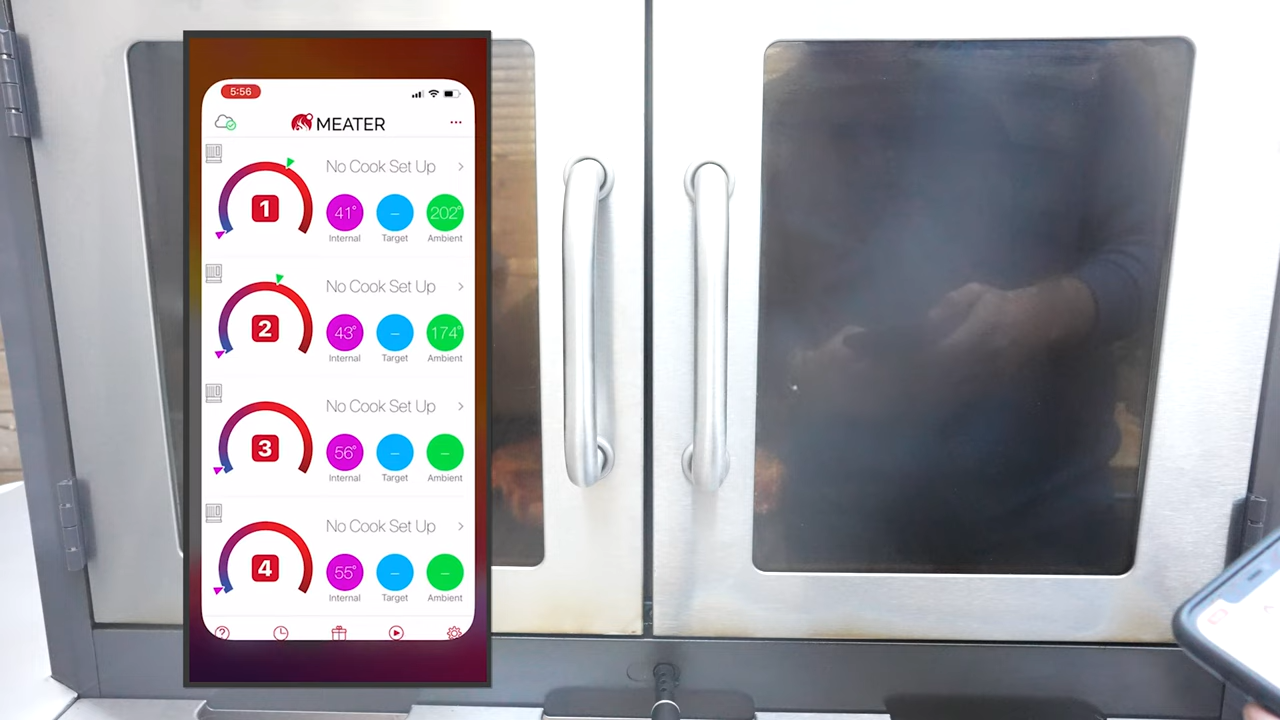 5:56
MEATER
No Cook Set Up
1
41° – 202°
Internal Target Ambient
No Cook Set Up
2
43° – 174°
Internal Target Ambient
No Cook Set Up
3
56° – –
Internal Target Ambient
No Cook Set Up
4
55° – –
Internal Target Ambient
?